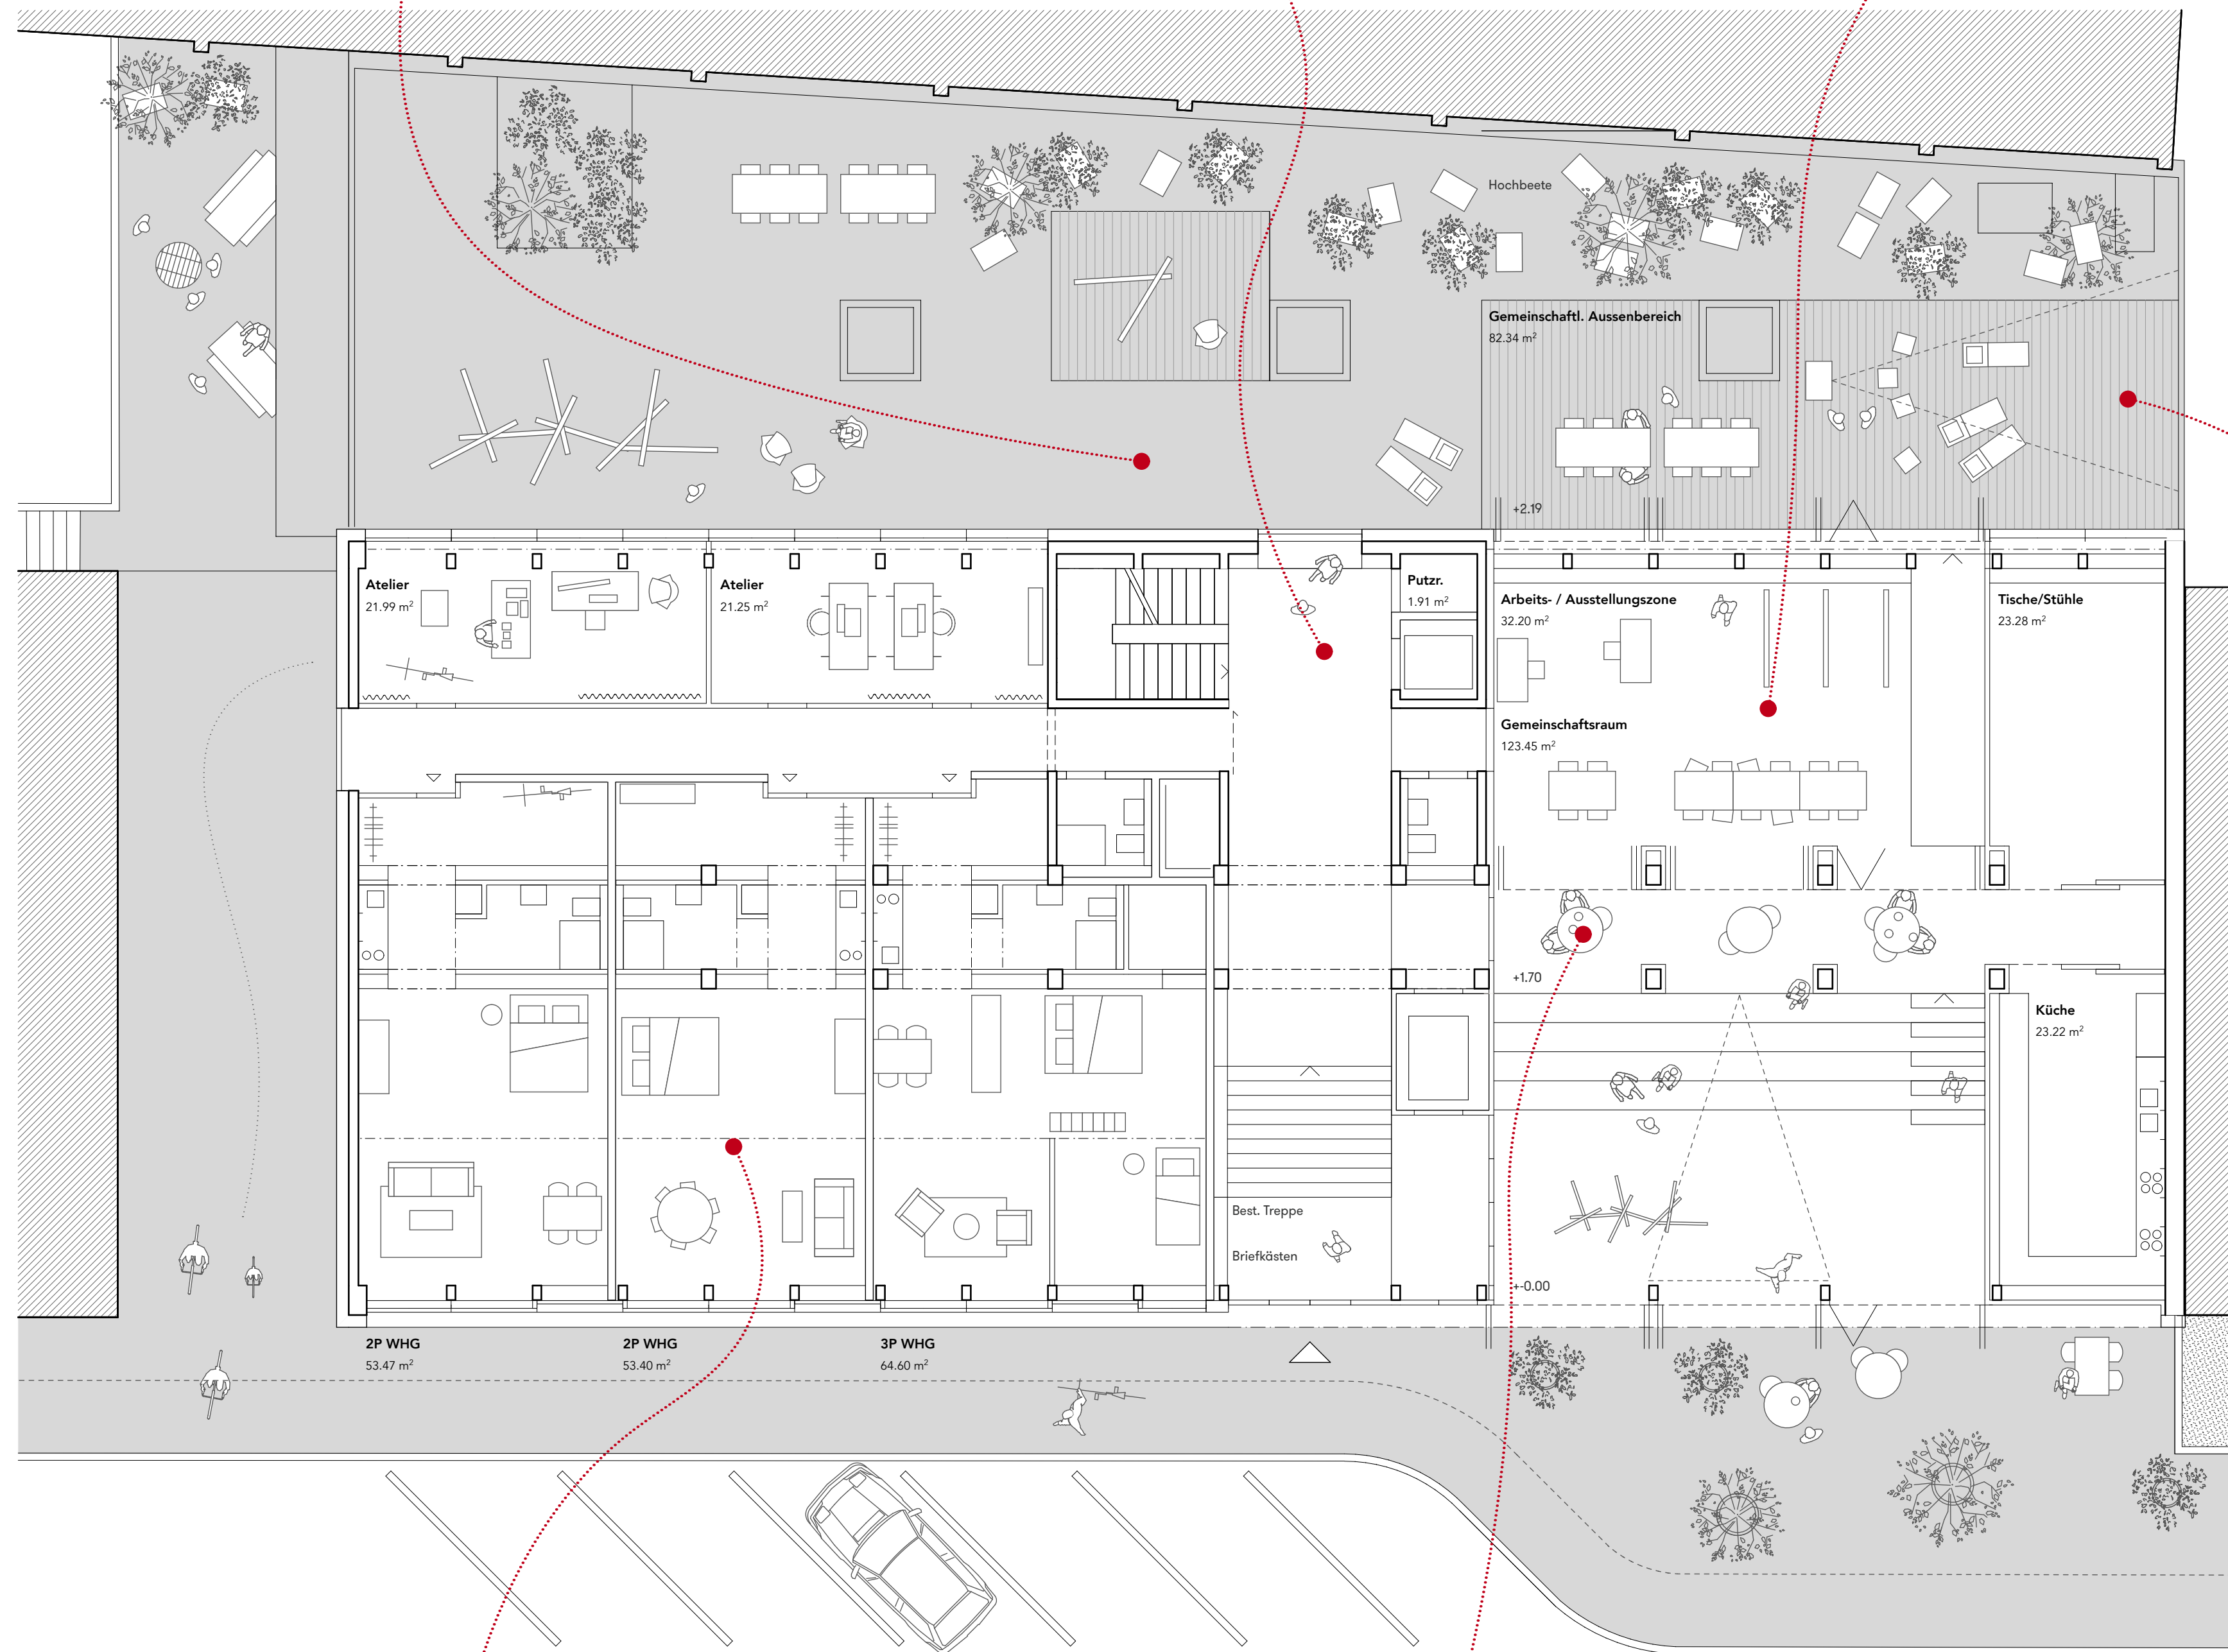 Hochbeete
Gemeinschaftl. Aussenbereich
82.34 m²
+2.19
Atelier
21.99 m²
Atelier
21.25 m²
Putzr.
1.91 m²
Arbeits- / Ausstellungszone
32.20 m²
Tische/Stühle
23.28 m²
Gemeinschaftsraum
123.45 m²
+1.70
Küche
23.22 m²
Best. Treppe
Briefkästen
+-0.00
2P WHG
53.47 m²
2P WHG
53.40 m²
3P WHG
64.60 m²